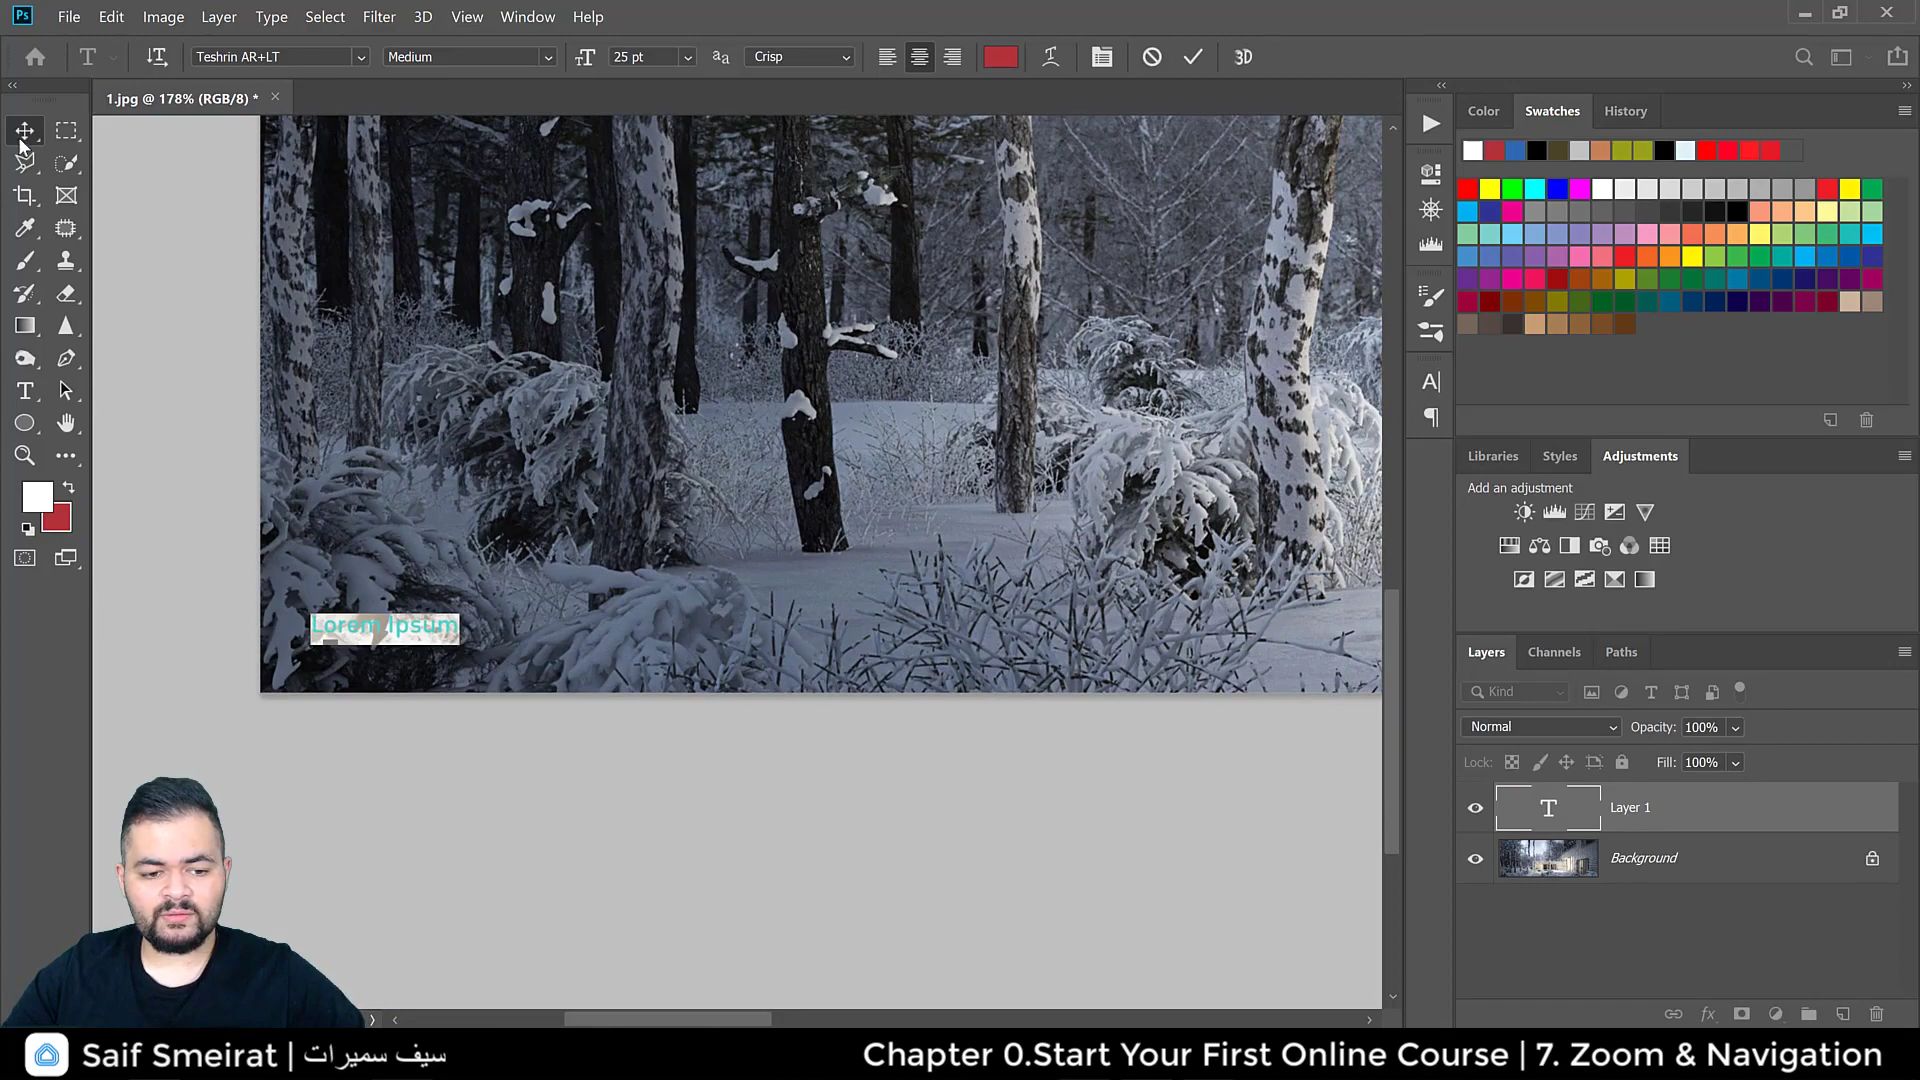 Ps File Edit Image Layer Type Select Filter 3D View Window Help
T Teshrin AR+LT Medium 25 pt Crisp 3D
1.jpg @ 178% (RGB/8) *
Color Swatches History
Libraries Styles Adjustments
Add an adjustment
Lorem Ipsum
Layers Channels Paths
Kind
Normal Opacity: 100%
Lock: Fill: 100%
T Layer 1
Background
Saif Smeirat | سيف سميرات
Chapter 0.Start Your First Online Course | 7. Zoom & Navigation